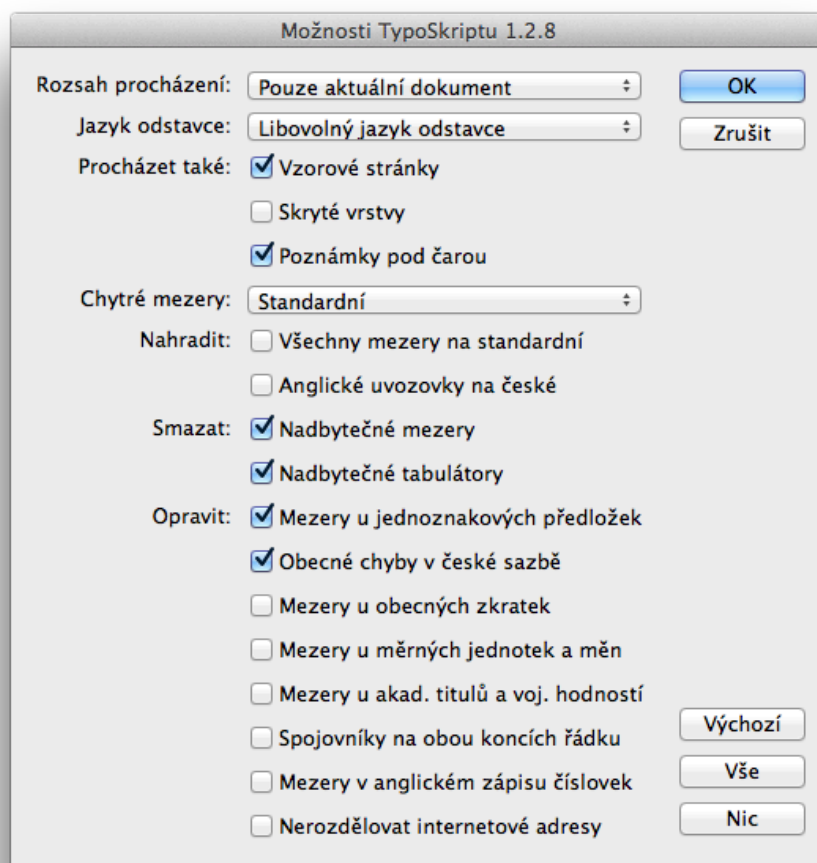 Možnosti TypoSkriptu 1.2.8
Rozsah procházení: Pouze aktuální dokument OK
Jazyk odstavce: Libovolný jazyk odstavce Zrušit
Procházet také: Vzorové stránky
Skryté vrstvy
Poznámky pod čarou
Chytré mezery: Standardní
Nahradit: Všechny mezery na standardní
Anglické uvozovky na české
Smazat: Nadbytečné mezery
Nadbytečné tabulátory
Opravit: Mezery u jednoznakových předložek
Obecné chyby v české sazbě
Mezery u obecných zkratek
Mezery u měrných jednotek a měn
Mezery u akad. titulů a voj. hodností
Spojovníky na obou koncích řádku Výchozí
Mezery v anglickém zápisu číslovek Vše
Nerozdělovat internetové adresy Nic